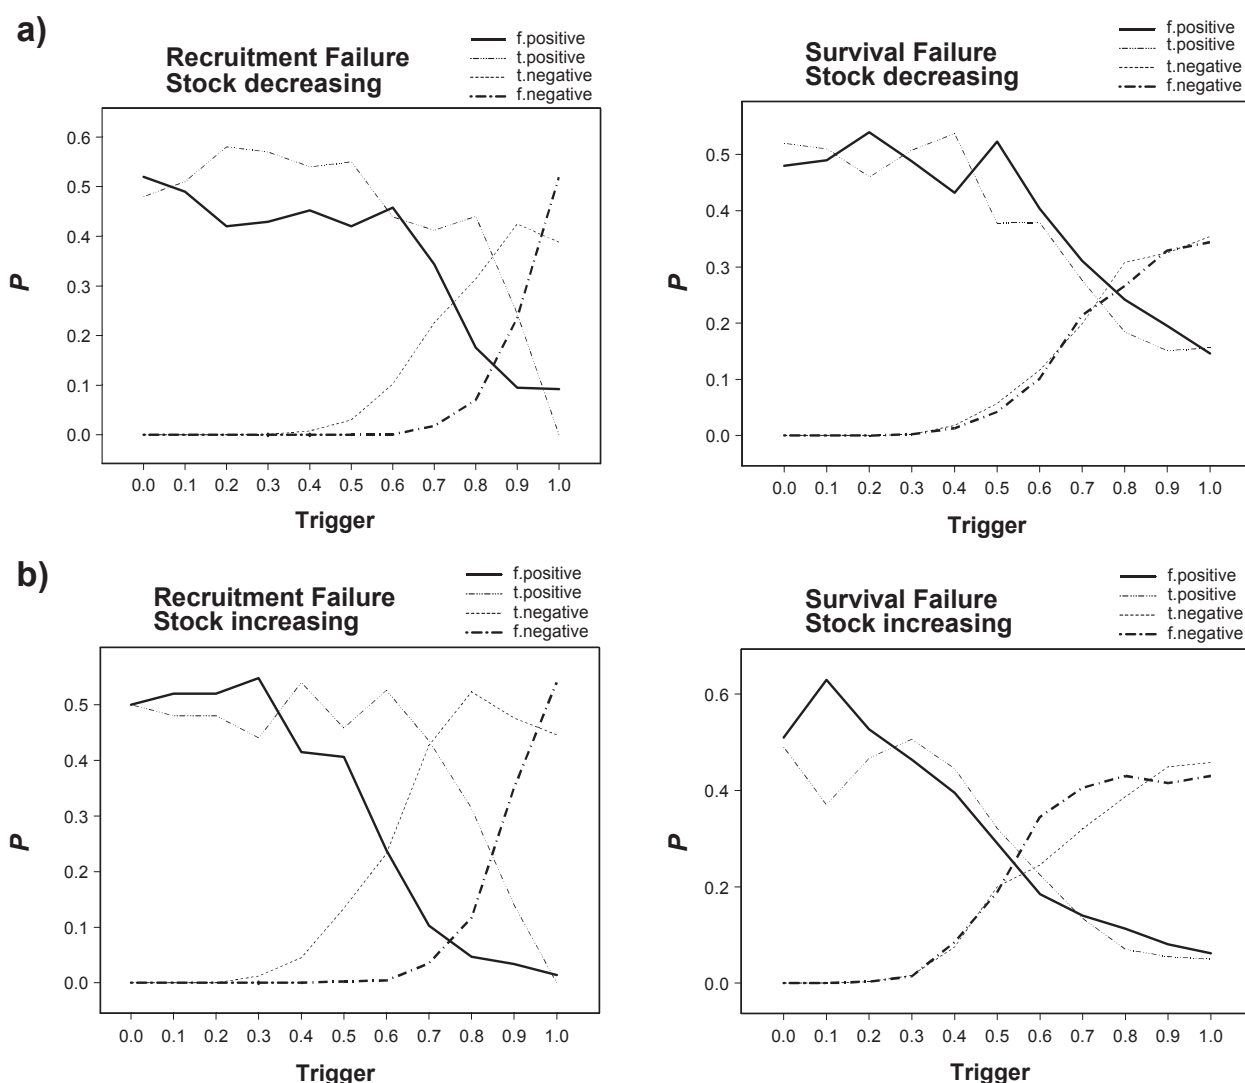 a)
Recruitment Failure
Stock decreasing
f.positive
t.positive
t.negative
f.negative
P
0.6
0.5
0.4
0.3
0.2
0.1
0.0
0.0 0.1 0.2 0.3 0.4 0.5 0.6 0.7 0.8 0.9 1.0
Trigger
Survival Failure
Stock decreasing
f.positive
t.positive
t.negative
f.negative
P
0.5
0.4
0.3
0.2
0.1
0.0
0.0 0.1 0.2 0.3 0.4 0.5 0.6 0.7 0.8 0.9 1.0
Trigger
b)
Recruitment Failure
Stock increasing
f.positive
t.positive
t.negative
f.negative
P
0.5
0.4
0.3
0.2
0.1
0.0
0.0 0.1 0.2 0.3 0.4 0.5 0.6 0.7 0.8 0.9 1.0
Trigger
Survival Failure
Stock increasing
f.positive
t.positive
t.negative
f.negative
P
0.6
0.4
0.2
0.0
0.0 0.1 0.2 0.3 0.4 0.5 0.6 0.7 0.8 0.9 1.0
Trigger